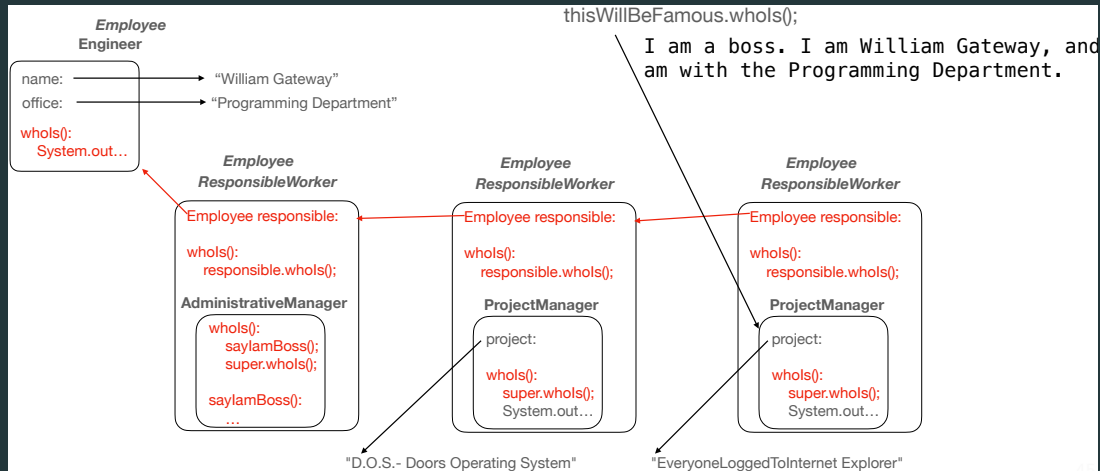 thisWillBeFamous.whoIs();
I am a boss. I am William Gateway, and
am with the Programming Department.
Employee
Engineer
name:
"William Gateway"
office:
"Programming Department"
whoIs():
System.out...
Employee
ResponsibleWorker
Employee responsible:
whoIs():
responsible.whoIs();
AdministrativeManager
whoIs():
sayIamBoss();
super.whoIs();
sayIamBoss():
...
Employee
ResponsibleWorker
Employee responsible:
whoIs():
responsible.whoIs();
ProjectManager
project:
whoIs():
super.whoIs();
System.out...
"D.O.S.- Doors Operating System"
Employee
ResponsibleWorker
Employee responsible:
whoIs():
responsible.whoIs();
ProjectManager
project:
whoIs():
super.whoIs();
System.out...
"EveryoneLoggedToInternet Explorer"